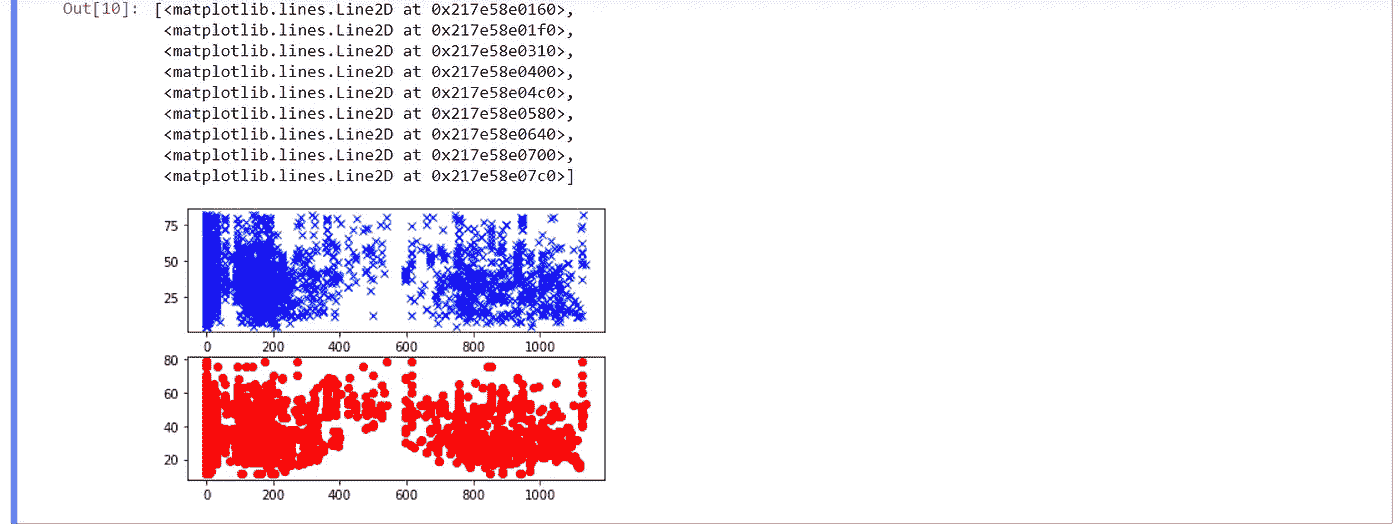 Out[10]: [<matplotlib.lines.Line2D at 0x217e58e0160>,
<matplotlib.lines.Line2D at 0x217e58e01f0>,
<matplotlib.lines.Line2D at 0x217e58e0310>,
<matplotlib.lines.Line2D at 0x217e58e0400>,
<matplotlib.lines.Line2D at 0x217e58e04c0>,
<matplotlib.lines.Line2D at 0x217e58e0580>,
<matplotlib.lines.Line2D at 0x217e58e0640>,
<matplotlib.lines.Line2D at 0x217e58e0700>,
<matplotlib.lines.Line2D at 0x217e58e07c0>]
75
50
25
0 200 400 600 800 1000
80
60
40
20
0 200 400 600 800 1000